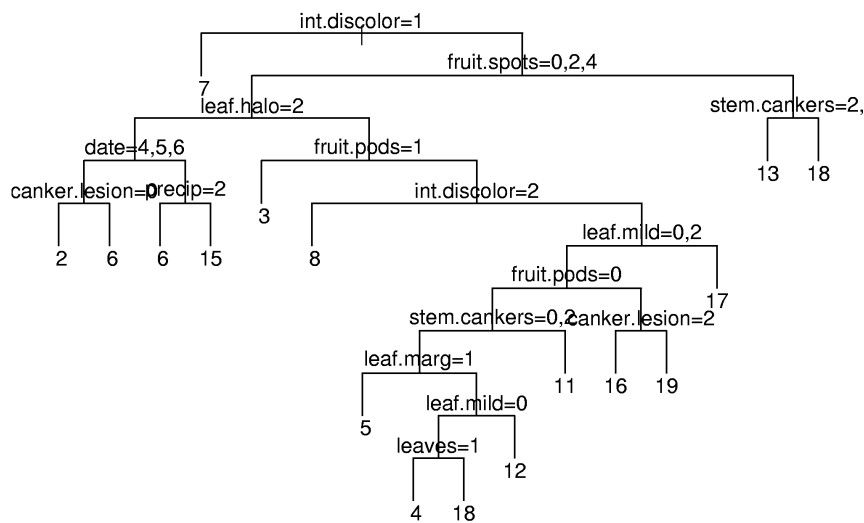 int.discolor=1
fruit.spots=0,2,4
7
leaf.halo=2
stem.cankers=2,
date=4,5,6
fruit.pods=1
13
18
canker.lesion=0
precip=2
3
int.discolor=2
2
6
6
15
8
leaf.mild=0,2
fruit.pods=0
17
stem.cankers=0,2
canker.lesion=2
leaf.marg=1
11
16
19
leaf.mild=0
5
leaves=1
12
4
18